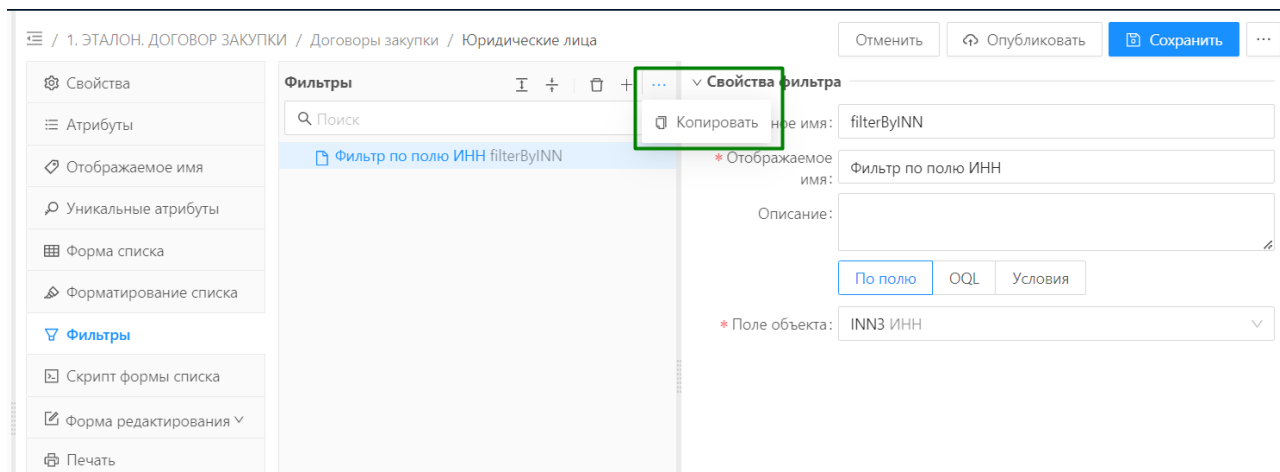 / 1. ЭТАЛОН. ДОГОВОР ЗАКУПКИ / Договоры закупки / Юридические лица
Отменить
Опубликовать
Сохранить
...
Свойства
Атрибуты
Отображаемое имя
Уникальные атрибуты
Форма списка
Форматирование списка
Фильтры
Скрипт формы списка
Форма редактирования
Печать
Фильтры
...
Поиск
Копировать
Фильтр по полю ИНН filterByINN
Свойства фильтра
ное имя: filterByINN
* Отображаемое
имя: Фильтр по полю ИНН
Описание:
По полю OQL Условия
* Поле объекта: INN3 ИНН